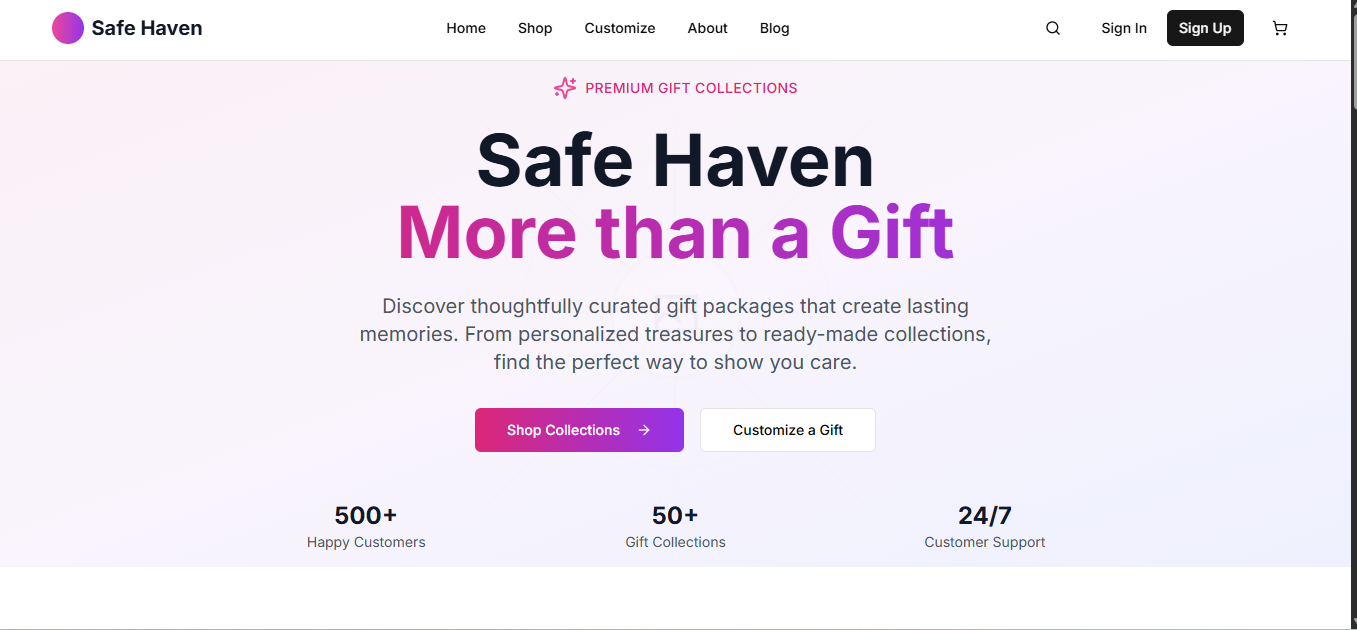 Safe Haven
Home
Shop
Customize
About
Blog
Sign In
Sign Up
PREMIUM GIFT COLLECTIONS
Safe Haven
More than a Gift
Discover thoughtfully curated gift packages that create lasting
memories. From personalized treasures to ready-made collections,
find the perfect way to show you care.
Shop Collections
Customize a Gift
500+
Happy Customers
50+
Gift Collections
24/7
Customer Support